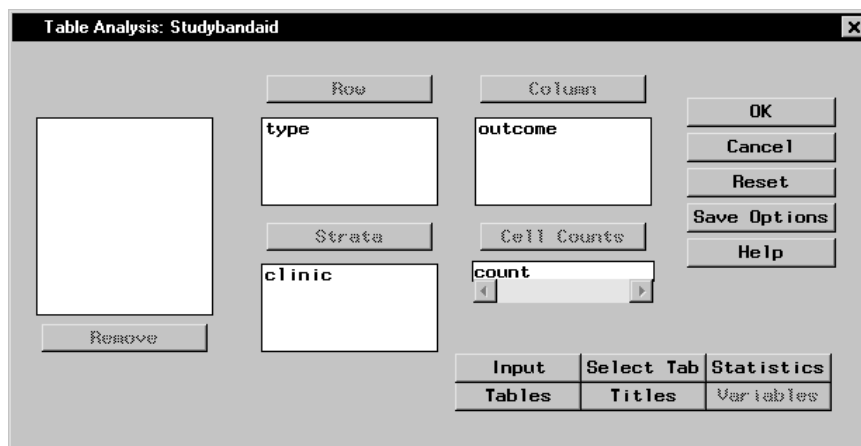 Table Analysis: Studybandaid
Row
Column
type
outcome
OK
Cancel
Reset
Save Options
Help
Strata
Cell Counts
clinic
count
Remove
Input
Select Tab
Statistics
Tables
Titles
Variables